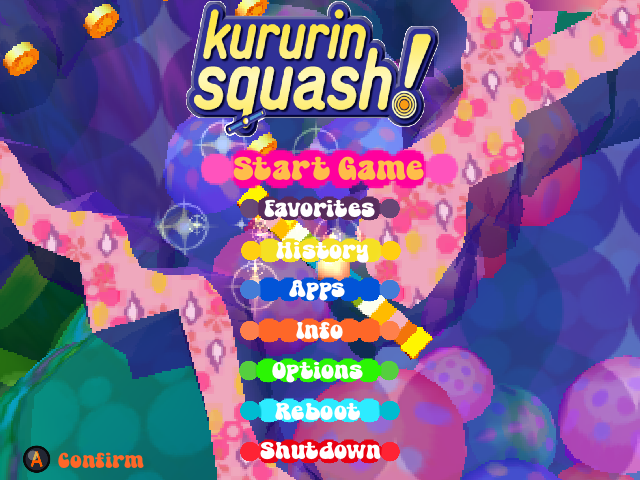 kururin
squash!
Start Game
Favorites
History
Apps
Info
Options
Reboot
Shutdown
A Confirm